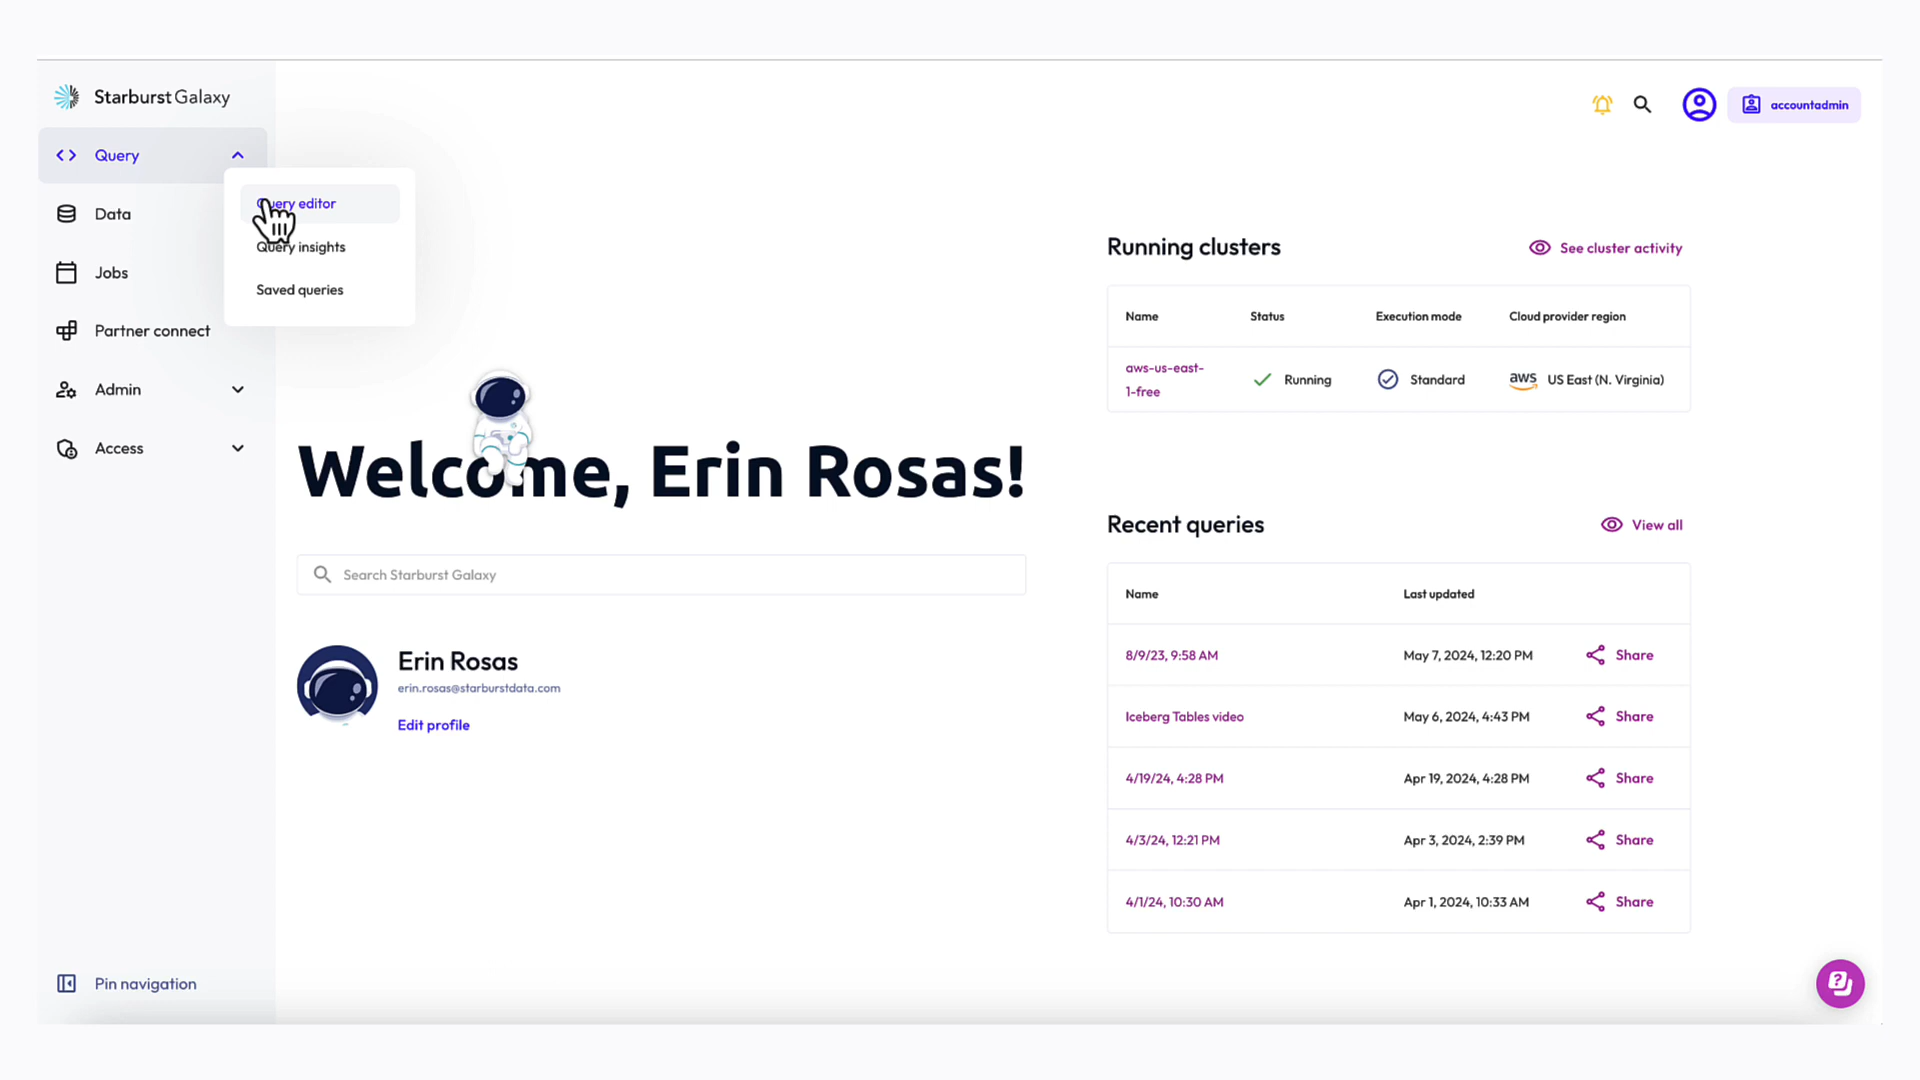 Starburst Galaxy
accountadmin
Query
Query editor
Query insights
Saved queries
Data
Jobs
Partner connect
Admin
Access
Pin navigation
Welcome, Erin Rosas!
Search Starburst Galaxy
Erin Rosas
erin.rosas@starburstdata.com
Edit profile
Running clusters
See cluster activity
Name Status Execution mode Cloud provider region
aws-us-east-
1-free
Running Standard aws US East (N. Virginia)
Recent queries
View all
Name Last updated
8/9/23, 9:58 AM May 7, 2024, 12:20 PM Share
Iceberg Tables video May 6, 2024, 4:43 PM Share
4/19/24, 4:28 PM Apr 19, 2024, 4:28 PM Share
4/3/24, 12:21 PM Apr 3, 2024, 2:39 PM Share
4/1/24, 10:30 AM Apr 1, 2024, 10:33 AM Share
?